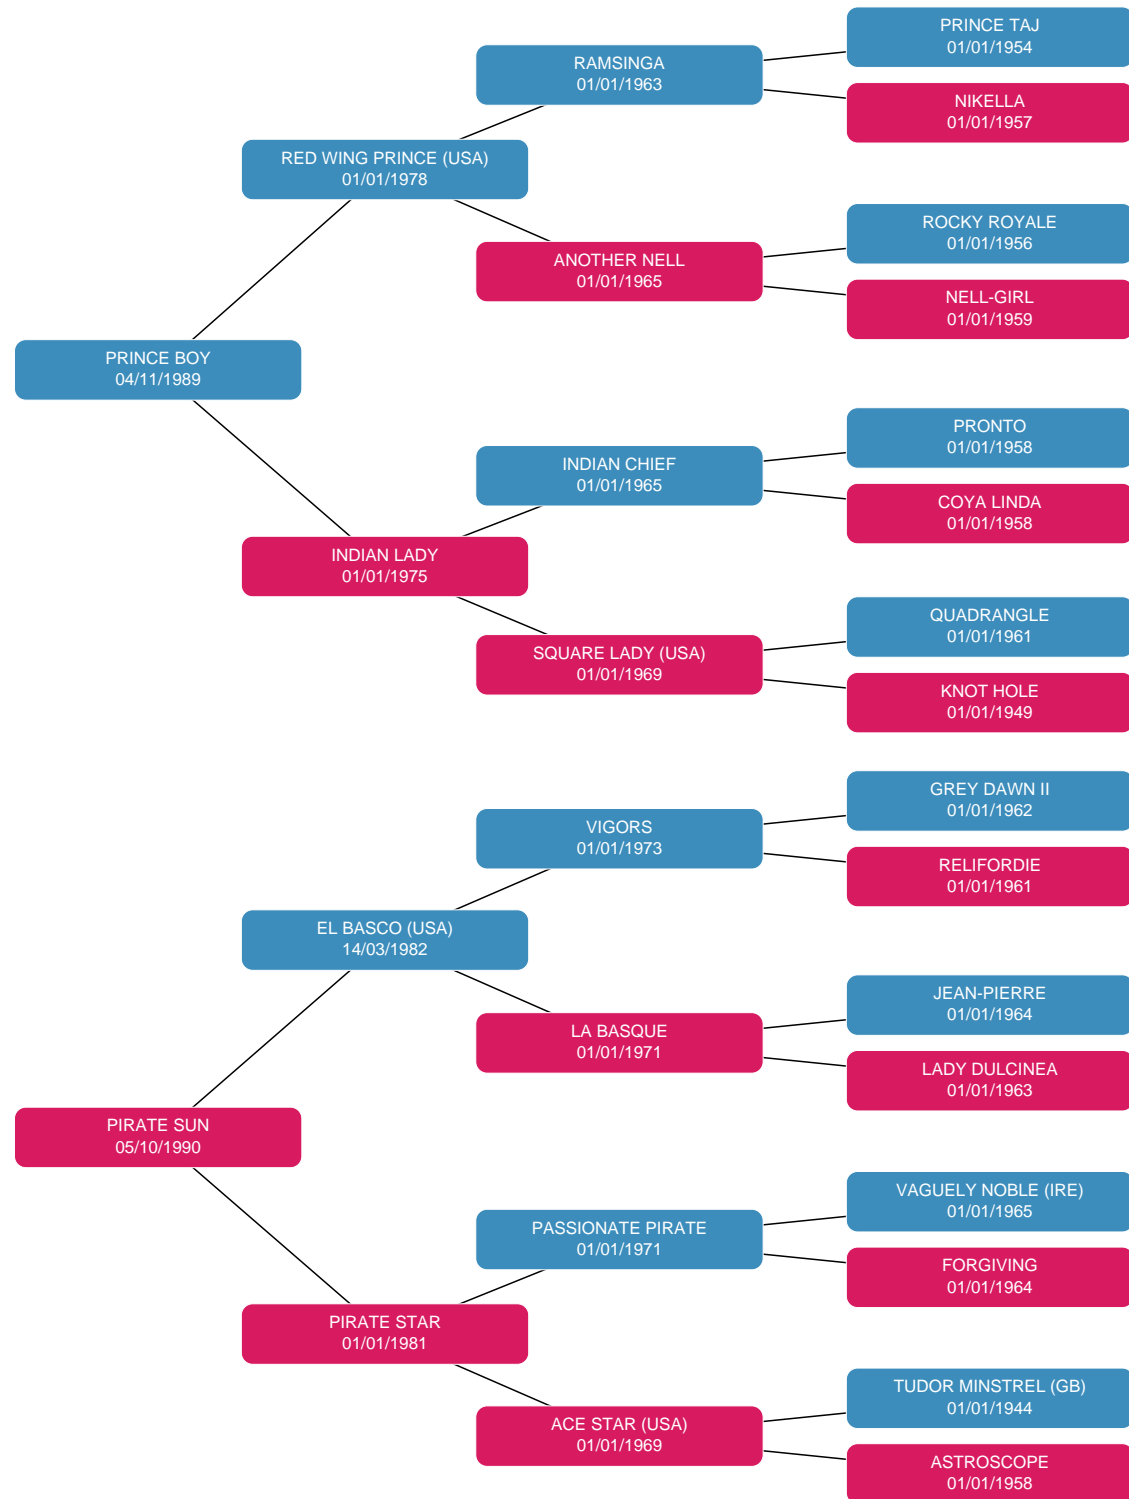 PRINCE TAJ
01/01/1954
RAMSINGA
01/01/1963
NIKELLA
01/01/1957
RED WING PRINCE (USA)
01/01/1978
ROCKY ROYALE
01/01/1956
ANOTHER NELL
01/01/1965
NELL-GIRL
01/01/1959
PRINCE BOY
04/11/1989
PRONTO
01/01/1958
INDIAN CHIEF
01/01/1965
COYA LINDA
01/01/1958
INDIAN LADY
01/01/1975
QUADRANGLE
01/01/1961
SQUARE LADY (USA)
01/01/1969
KNOT HOLE
01/01/1949
GREY DAWN II
01/01/1962
VIGORS
01/01/1973
RELIFORDIE
01/01/1961
EL BASCO (USA)
14/03/1982
JEAN-PIERRE
01/01/1964
LA BASQUE
01/01/1971
LADY DULCINEA
01/01/1963
PIRATE SUN
05/10/1990
VAGUELY NOBLE (IRE)
01/01/1965
PASSIONATE PIRATE
01/01/1971
FORGIVING
01/01/1964
PIRATE STAR
01/01/1981
TUDOR MINSTREL (GB)
01/01/1944
ACE STAR (USA)
01/01/1969
ASTROSCOPE
01/01/1958